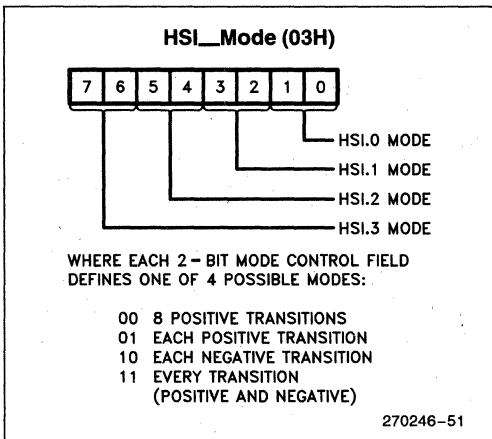 HSI__Mode (03H)
7 6 5 4 3 2 1 0
HSI.0 MODE
HSI.1 MODE
HSI.2 MODE
HSI.3 MODE
WHERE EACH 2-BIT MODE CONTROL FIELD
DEFINES ONE OF 4 POSSIBLE MODES:
00 8 POSITIVE TRANSITIONS
01 EACH POSITIVE TRANSITION
10 EACH NEGATIVE TRANSITION
11 EVERY TRANSITION
(POSITIVE AND NEGATIVE)
270246-51